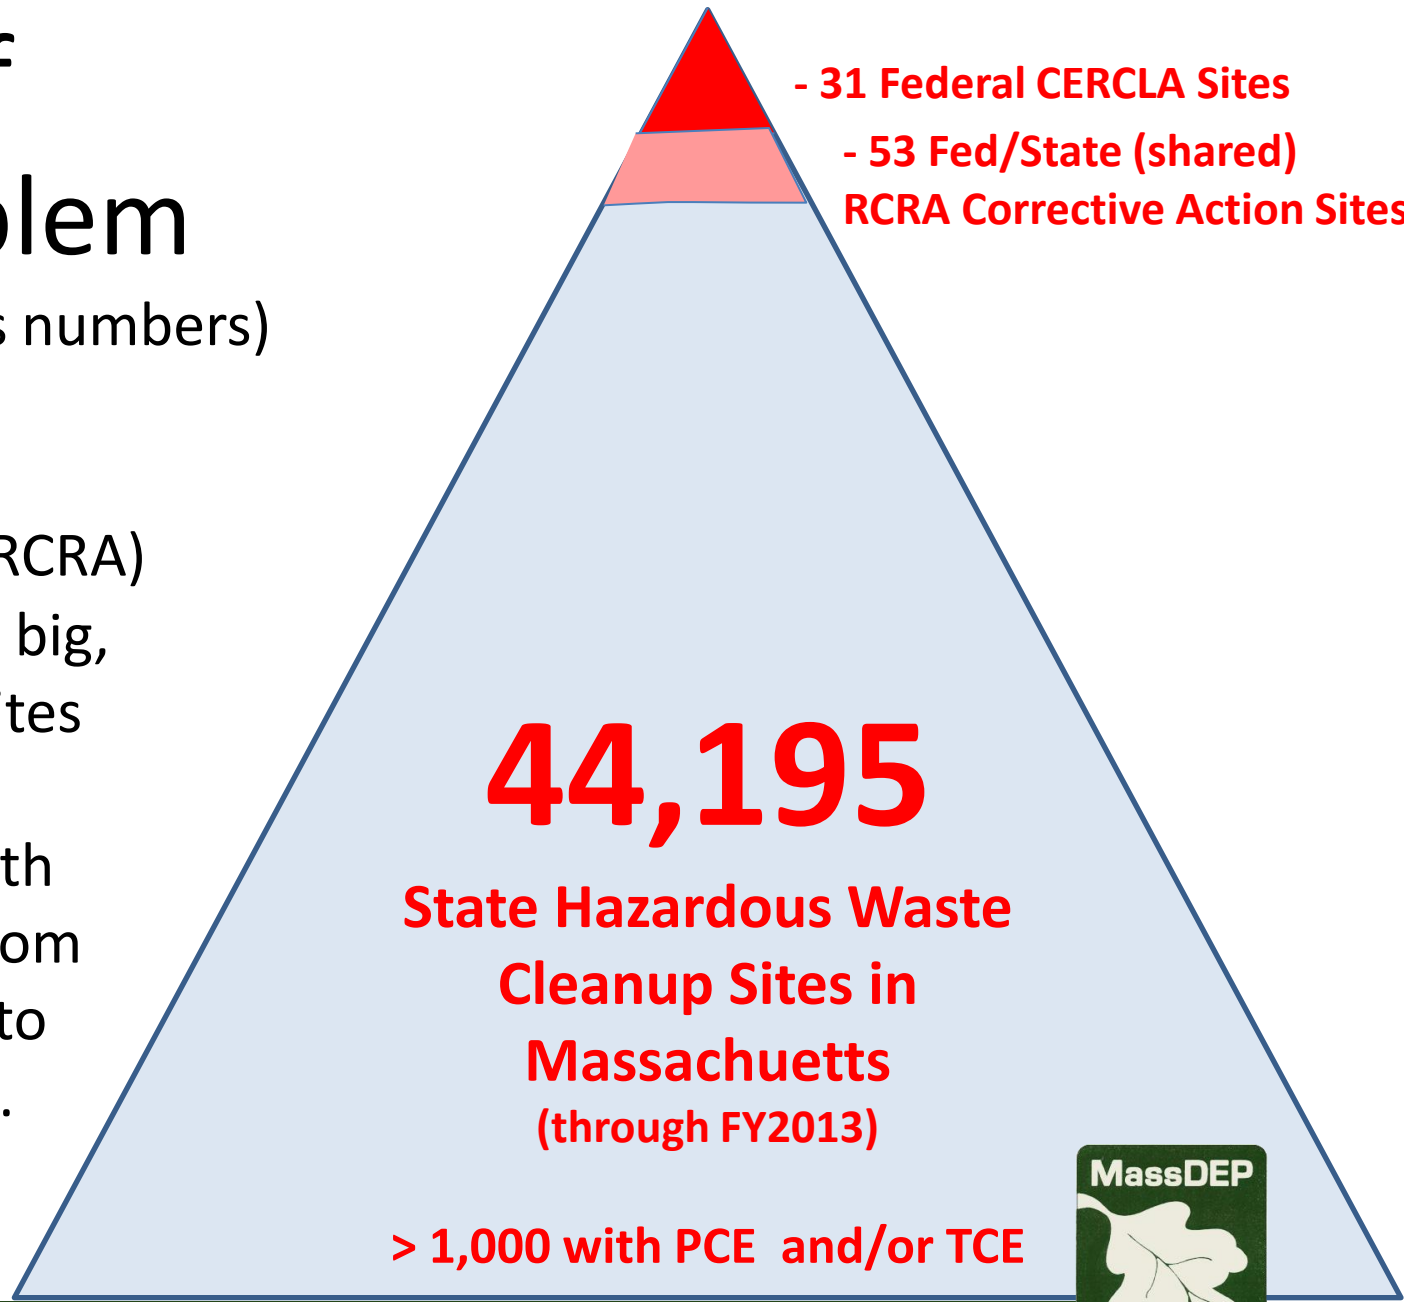 f
blem
s numbers)
RCRA)
big,
ites
th
om
to
.
- 31 Federal CERCLA Sites
- 53 Fed/State (shared)
RCRA Corrective Action Sites
44,195
State Hazardous Waste
Cleanup Sites in
Massachuetts
(through FY2013)
> 1,000 with PCE and/or TCE
MassDEP